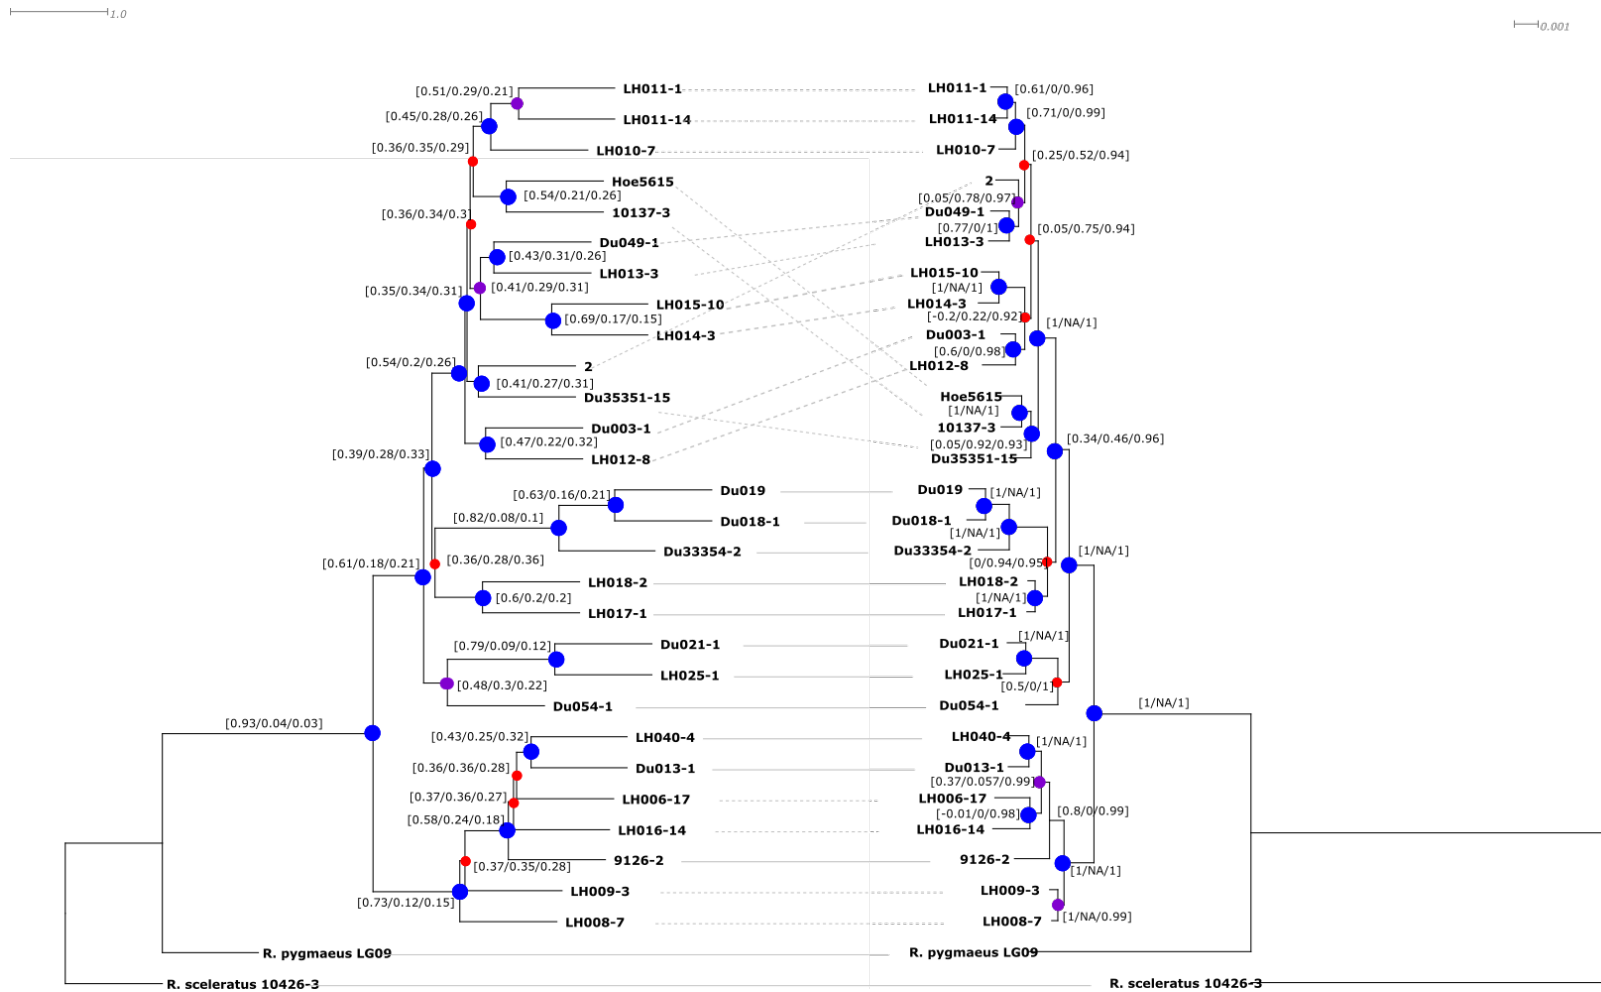 1.0
0.001
[0.51/0.29/0.21]
LH011-1
LH011-1
[0.61/0/0.96]
[0.45/0.28/0.26]
LH011-14
LH011-14
[0.71/0/0.99]
[0.36/0.35/0.29]
LH010-7
LH010-7
[0.25/0.52/0.94]
Hoe5615
2
[0.54/0.21/0.26]
[0.05/0.78/0.97]
[0.36/0.34/0.3]
10137-3
Du049-1
[0.77/0/1]
[0.05/0.75/0.94]
Du049-1
LH013-3
[0.43/0.31/0.26]
LH013-3
LH015-10
[0.41/0.29/0.31]
[1/NA/1]
[0.35/0.34/0.31]
LH015-10
LH014-3
[0.69/0.17/0.15]
[-0.2/0.22/0.92]
[1/NA/1]
LH014-3
Du003-1
[0.6/0/0.98]
[0.54/0.2/0.26]
2
LH012-8
[0.41/0.27/0.31]
Du35351-15
Hoe5615
[1/NA/1]
Du003-1
10137-3
[0.47/0.22/0.32]
[0.05/0.92/0.93]
[0.34/0.46/0.96]
[0.39/0.28/0.33]
LH012-8
Du35351-15
[0.63/0.16/0.21]
Du019
Du019
[1/NA/1]
[0.82/0.08/0.1]
Du018-1
Du018-1
[1/NA/1]
Du33354-2
Du33354-2
[1/NA/1]
[0.61/0.18/0.21]
[0.36/0.28/0.36]
[0/0.94/0.95]
LH018-2
LH018-2
[0.6/0.2/0.2]
[1/NA/1]
LH017-1
LH017-1
[0.79/0.09/0.12]
Du021-1
Du021-1
[1/NA/1]
LH025-1
LH025-1
[0.48/0.3/0.22]
[0.5/0/1]
Du054-1
Du054-1
[1/NA/1]
[0.93/0.04/0.03]
[0.43/0.25/0.32]
LH040-4
LH040-4
[1/NA/1]
[0.36/0.36/0.28]
Du013-1
Du013-1
[0.37/0.057/0.99]
[0.37/0.36/0.27]
LH006-17
LH006-17
[0.58/0.24/0.18]
[-0.01/0/0.98]
[0.8/0/0.99]
LH016-14
LH016-14
[0.37/0.35/0.28]
9126-2
9126-2
[1/NA/1]
LH009-3
LH009-3
[0.73/0.12/0.15]
LH008-7
LH008-7
[1/NA/0.99]
R. pygmaeus LG09
R. pygmaeus LG09
R. sceleratus 10426-3
R. sceleratus 10426-3